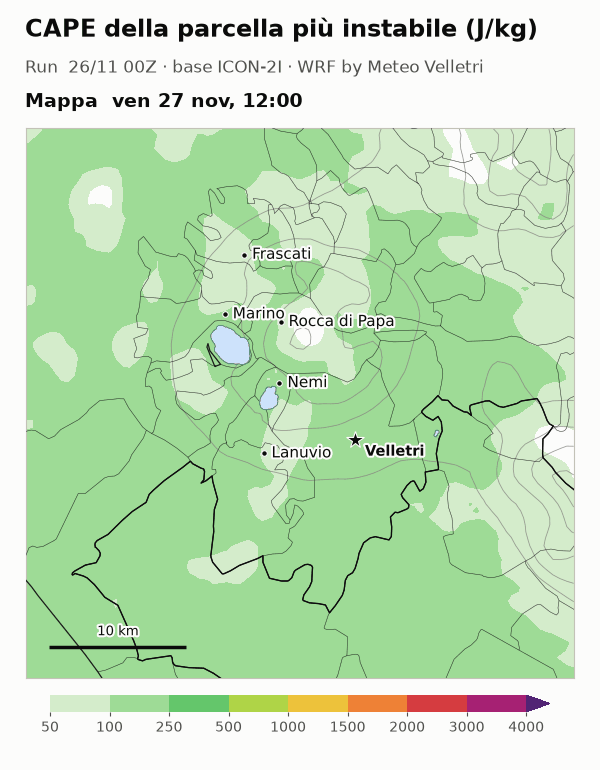 CAPE della parcella più instabile (J/kg)
Run  26/11 00Z · base ICON-2I · WRF by Meteo Velletri
Mappa  ven 27 nov, 12:00
Frascati
Marino
Rocca di Papa
Nemi
Velletri
Lanuvio
10 km
50 100 250 500 1000 1500 2000 3000 4000